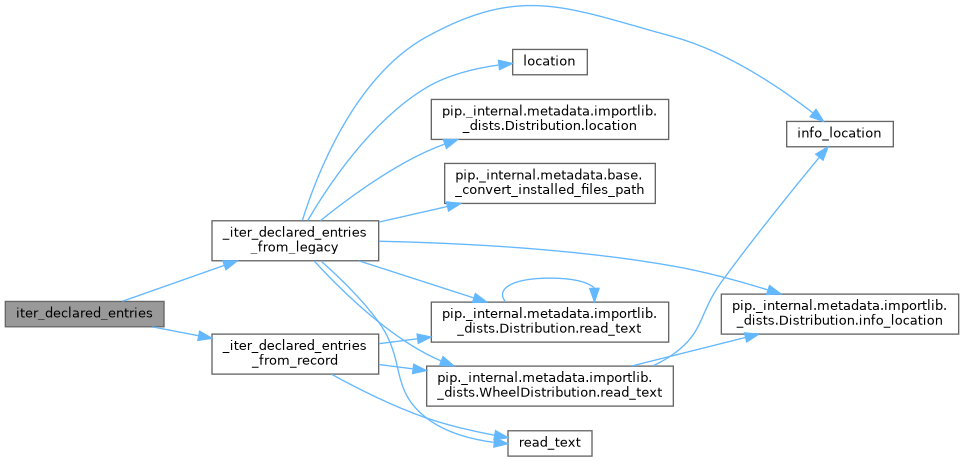 location
pip._internal.metadata.importlib.
_dists.Distribution.location
info_location
pip._internal.metadata.base.
_convert_installed_files_path
_iter_declared_entries
_from_legacy
iter_declared_entries
pip._internal.metadata.importlib.
_dists.Distribution.read_text
pip._internal.metadata.importlib.
_dists.Distribution.info_location
_iter_declared_entries
_from_record
pip._internal.metadata.importlib.
_dists.WheelDistribution.read_text
read_text